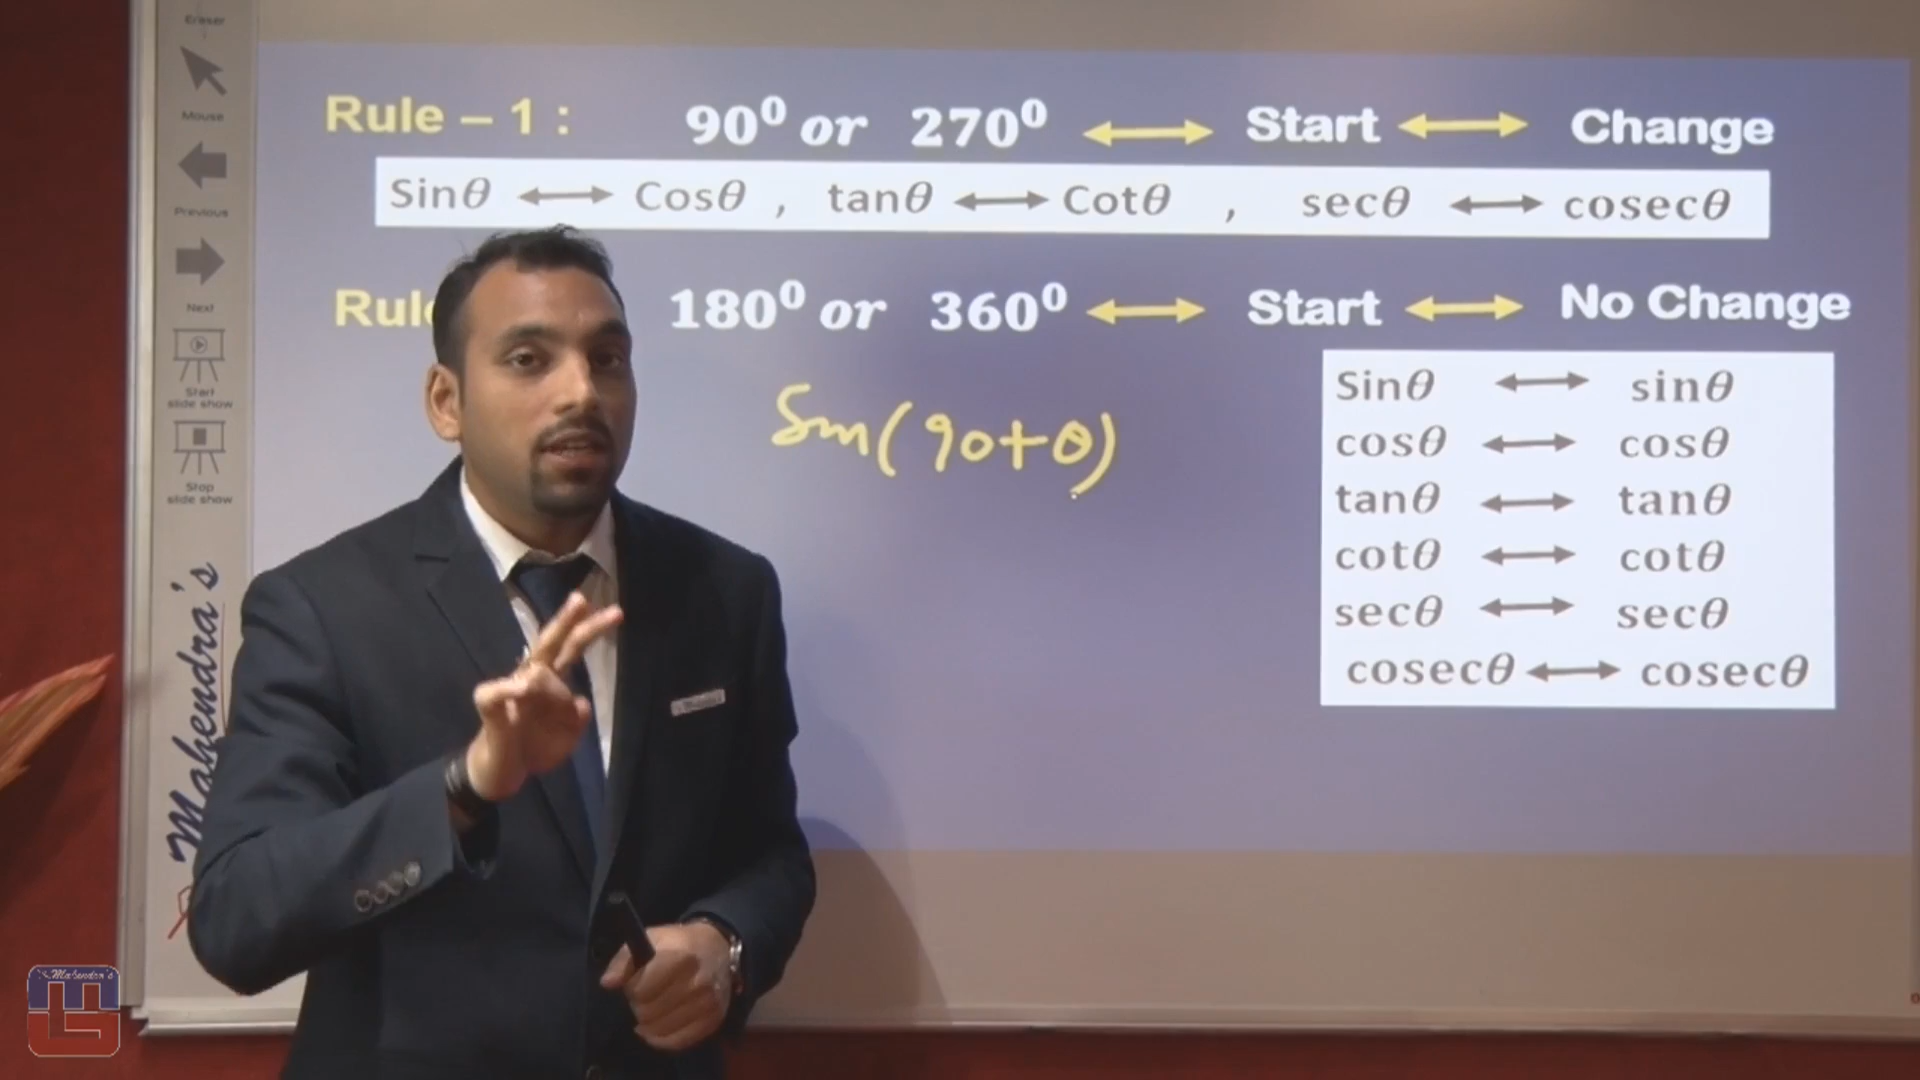 Eraser
Mouse
Previous
Next
Start
slide show
Stop
slide show
Mahendra's
Rule – 1 : 90⁰ or 270⁰ ⟷ Start ⟷ Change
Sinθ ⟷ Cosθ , tanθ ⟷ Cotθ , secθ ⟷ cosecθ
Rul 180⁰ or 360⁰ ⟷ Start ⟷ No Change
Sin(90+θ)
Sinθ ⟷ sinθ
cosθ ⟷ cosθ
tanθ ⟷ tanθ
cotθ ⟷ cotθ
secθ ⟷ secθ
cosecθ ⟷ cosecθ
Mahendra's